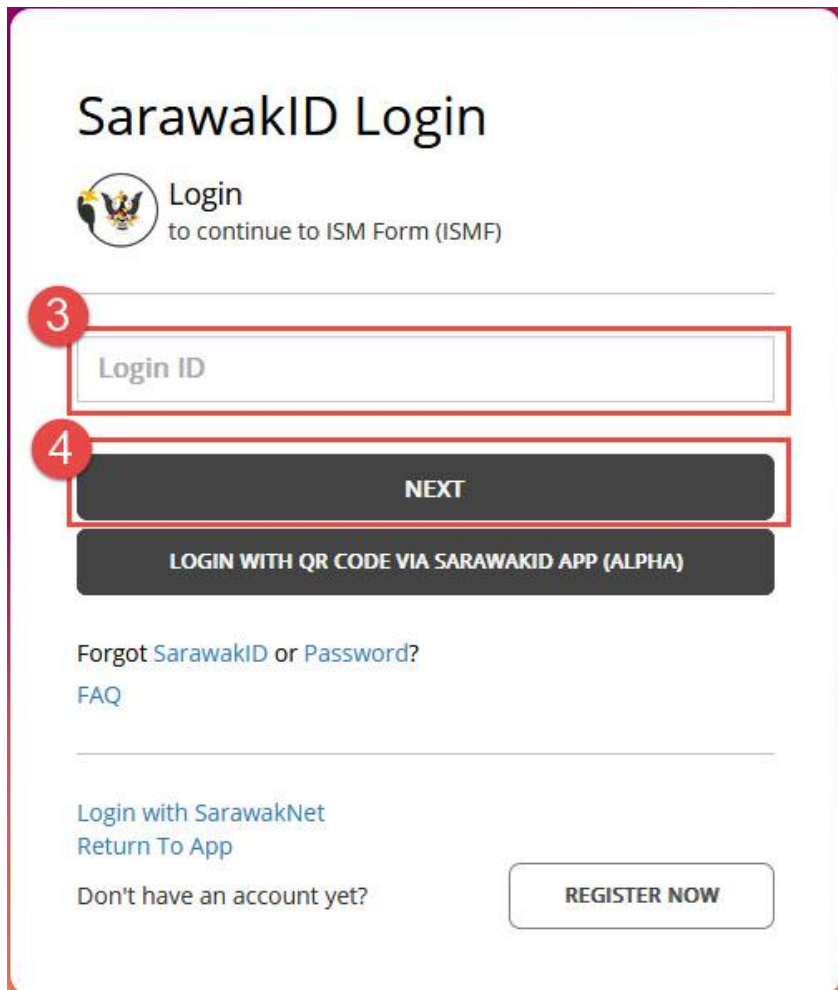 SarawakID Login
Login
to continue to ISM Form (ISMF)
3
Login ID
4
NEXT
LOGIN WITH QR CODE VIA SARAWAKID APP (ALPHA)
Forgot SarawakID or Password?
FAQ
Login with SarawakNet
Return To App
Don't have an account yet?
REGISTER NOW